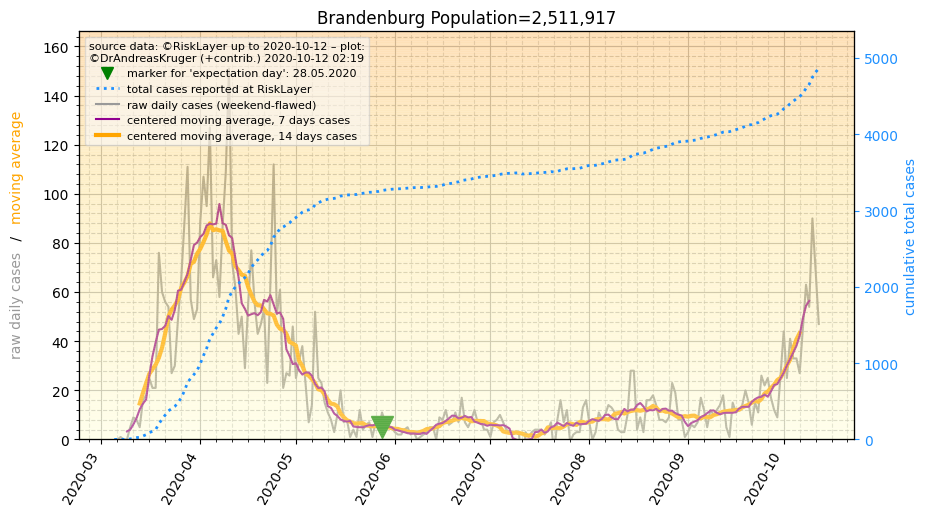 Brandenburg Population=2,511,917
source data: ©RiskLayer up to 2020-10-12 – plot:
©DrAndreasKruger (+contrib.) 2020-10-12 02:19
marker for 'expectation day': 28.05.2020
total cases reported at RiskLayer
raw daily cases (weekend-flawed)
centered moving average, 7 days cases
centered moving average, 14 days cases
raw daily cases / moving average
160
140
120
100
80
60
40
20
0
cumulative total cases
5000
4000
3000
2000
1000
0
2020-03
2020-04
2020-05
2020-06
2020-07
2020-08
2020-09
2020-10